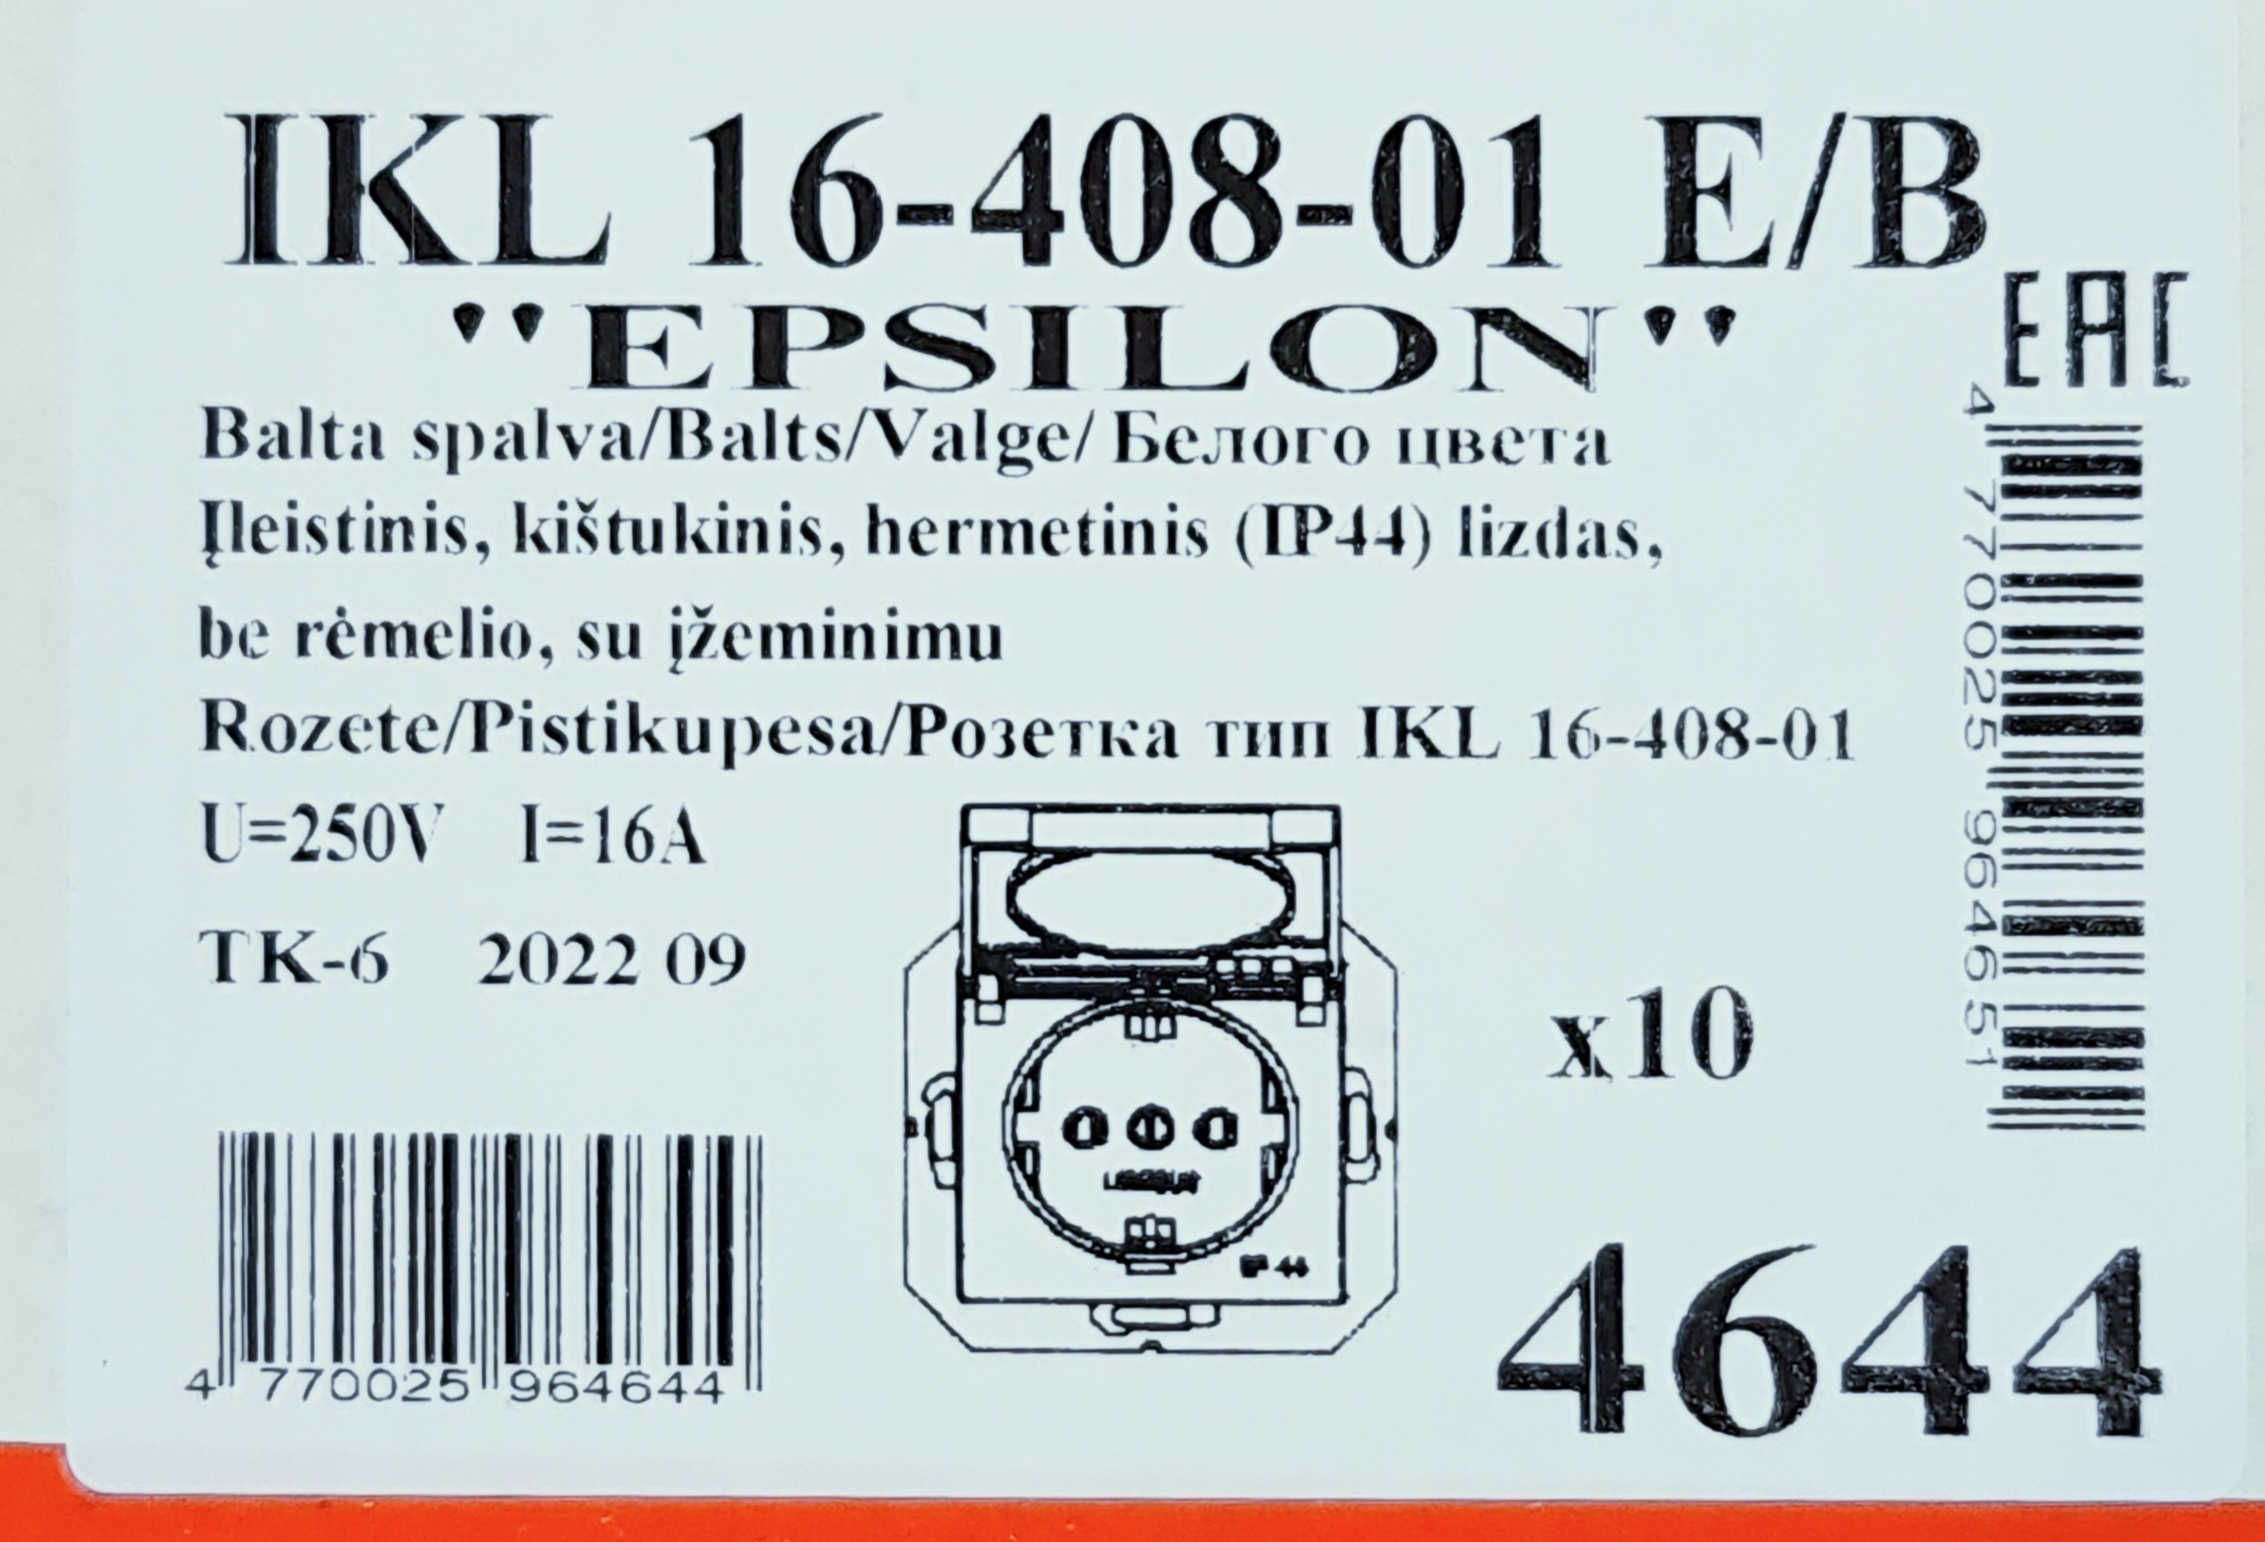 IKL 16-408-01 E/B
"EPSILON"
EAC
Balta spalva/Balts/Valge/ Белого цвета
Įleistinis, kištukinis, hermetinis (IP44) lizdas,
be rėmelio, su įžeminimu
Rozete/Pistikupesa/Розетка тип IKL 16-408-01
U=250V I=16A
TK-6 2022 09
x10
IP 44
4 770025 964651
4 770025 964644
4644